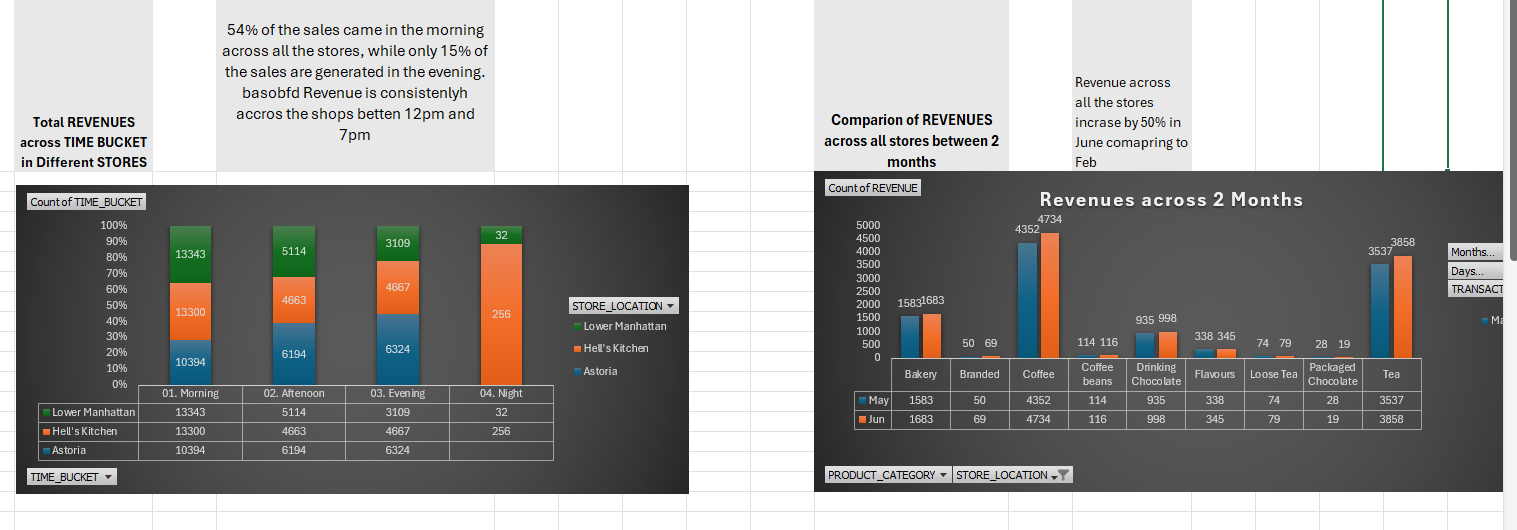 54% of the sales came in the morning
across all the stores, while only 15% of
the sales are generated in the evening.
basobfd Revenue is consistenlyh
accros the shops betten 12pm and
7pm
Total REVENUES
across TIME BUCKET
in Different STORES
Count of TIME_BUCKET
100%
90%
80%
70%
60%
50%
40%
30%
20%
10%
0%
13343 5114 3109 32
13300 4663 4667 256
10394 6194 6324
01. Morning 02. Aftenoon 03. Evening 04. Night
Lower Manhattan 13343 5114 3109 32
Hell's Kitchen 13300 4663 4667 256
Astoria 10394 6194 6324
STORE_LOCATION
Lower Manhattan
Hell's Kitchen
Astoria
TIME_BUCKET
Comparion of REVENUES
across all stores between 2
months
Revenue across
all the stores
incrase by 50% in
June comapring to
Feb
Count of REVENUE
Revenues across 2 Months
5000
4500
4000
3500
3000
2500
2000
1500
1000
500
0
1583 1683 50 69 4352 4734 114 116 935 998 338 345 74 79 28 19 3537 3858
Bakery Branded Coffee Coffee beans Drinking Chocolate Flavours Loose Tea Packaged Chocolate Tea
May 1583 50 4352 114 935 338 74 28 3537
Jun 1683 69 4734 116 998 345 79 19 3858
Months...
Days...
TRANSACT
Ma
PRODUCT_CATEGORY STORE_LOCATION